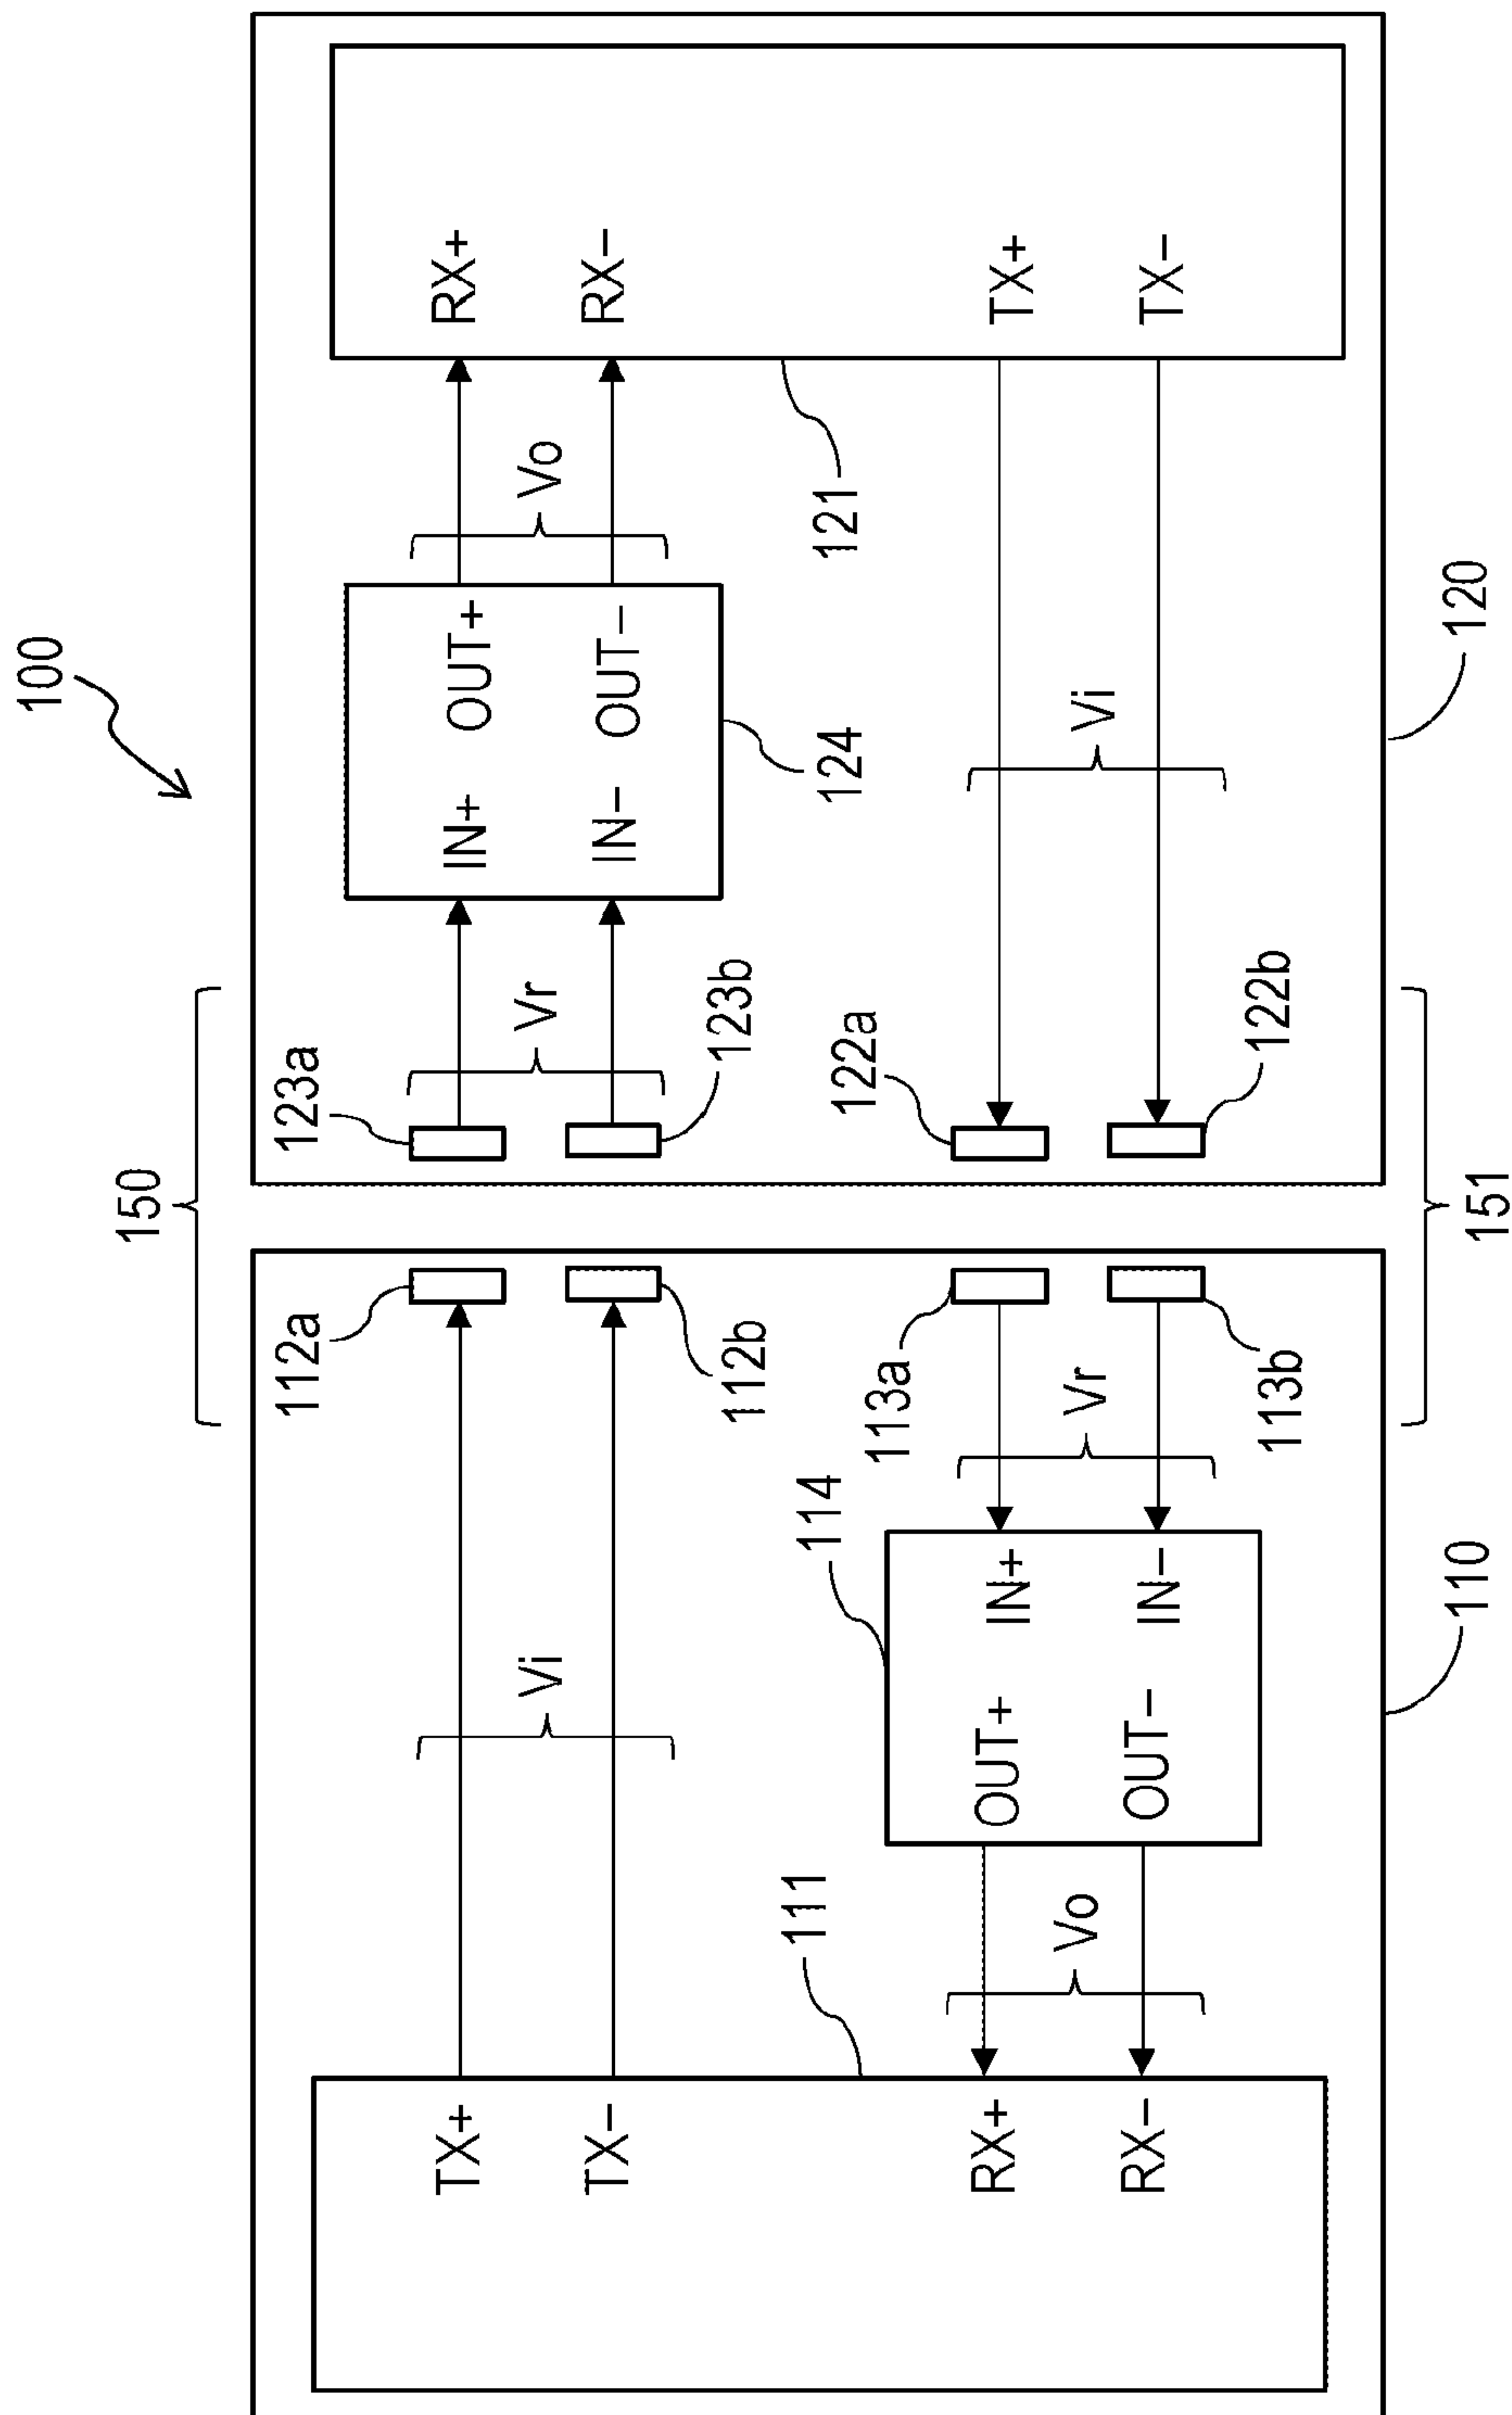 100
150
112a
123a
TX+
Vi
112b
Vr
IN+
OUT+
Vo
RX+
TX−
123b
IN−
OUT−
RX−
111
114
113a
122a
124
121
RX+
OUT+
IN+
TX+
Vo
Vr
Vi
RX−
OUT−
IN−
TX−
113b
122b
110
151
120